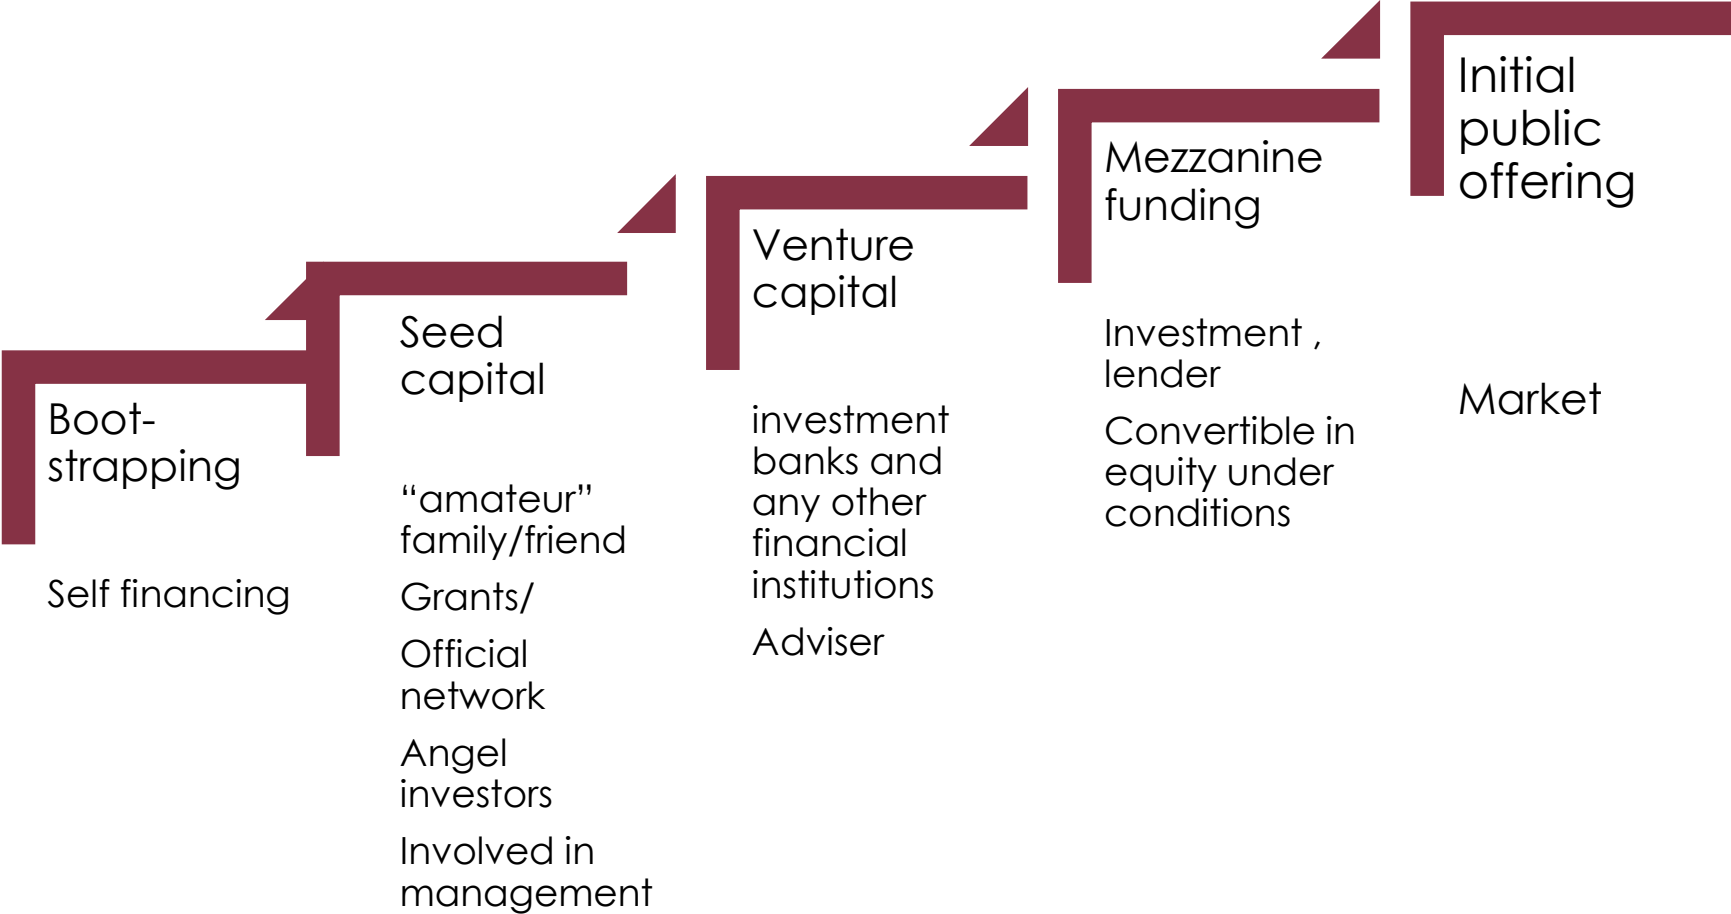 Boot-
strapping
Self financing
Seed
capital
“amateur”
family/friend
Grants/
Official
network
Angel
investors
Involved in
management
Venture
capital
investment
banks and
any other
financial
institutions
Adviser
Mezzanine
funding
Investment ,
lender
Convertible in
equity under
conditions
Initial
public
offering
Market